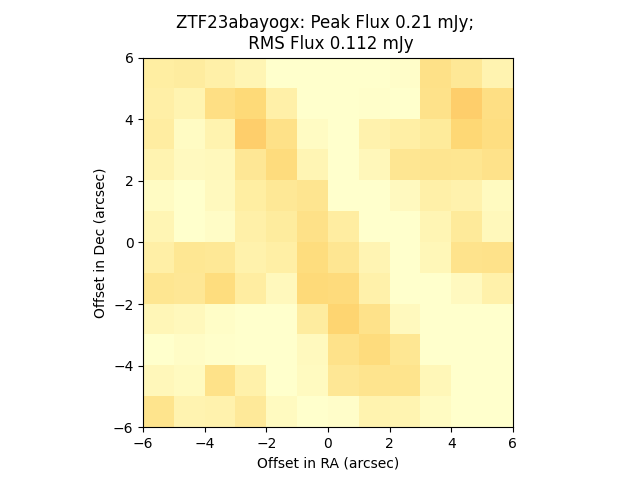 ZTF23abayogx: Peak Flux 0.21 mJy;
RMS Flux 0.112 mJy
6
4
2
0
−2
−4
−6
Offset in Dec (arcsec)
−6 −4 −2 0 2 4 6
Offset in RA (arcsec)